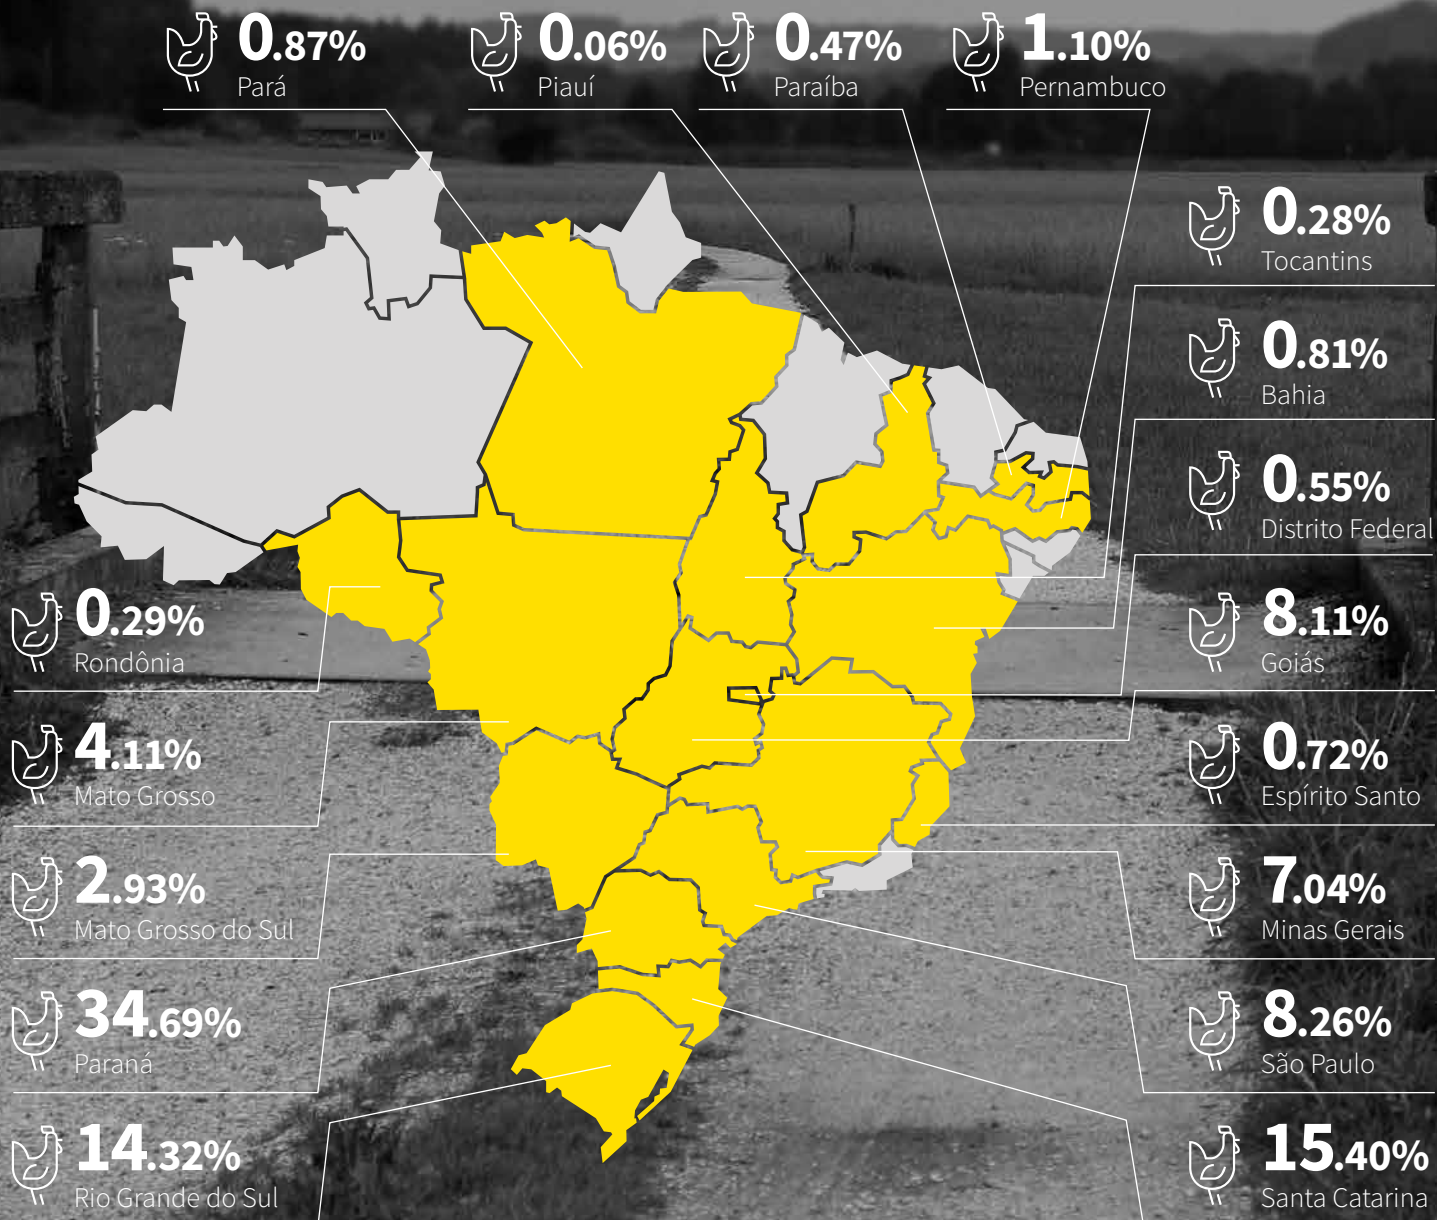 0.87%
Pará
0.06%
Piauí
0.47%
Paraíba
1.10%
Pernambuco
0.28%
Tocantins
0.81%
Bahia
0.55%
Distrito Federal
8.11%
Goiás
0.72%
Espírito Santo
7.04%
Minas Gerais
8.26%
São Paulo
15.40%
Santa Catarina
0.29%
Rondônia
4.11%
Mato Grosso
2.93%
Mato Grosso do Sul
34.69%
Paraná
14.32%
Rio Grande do Sul